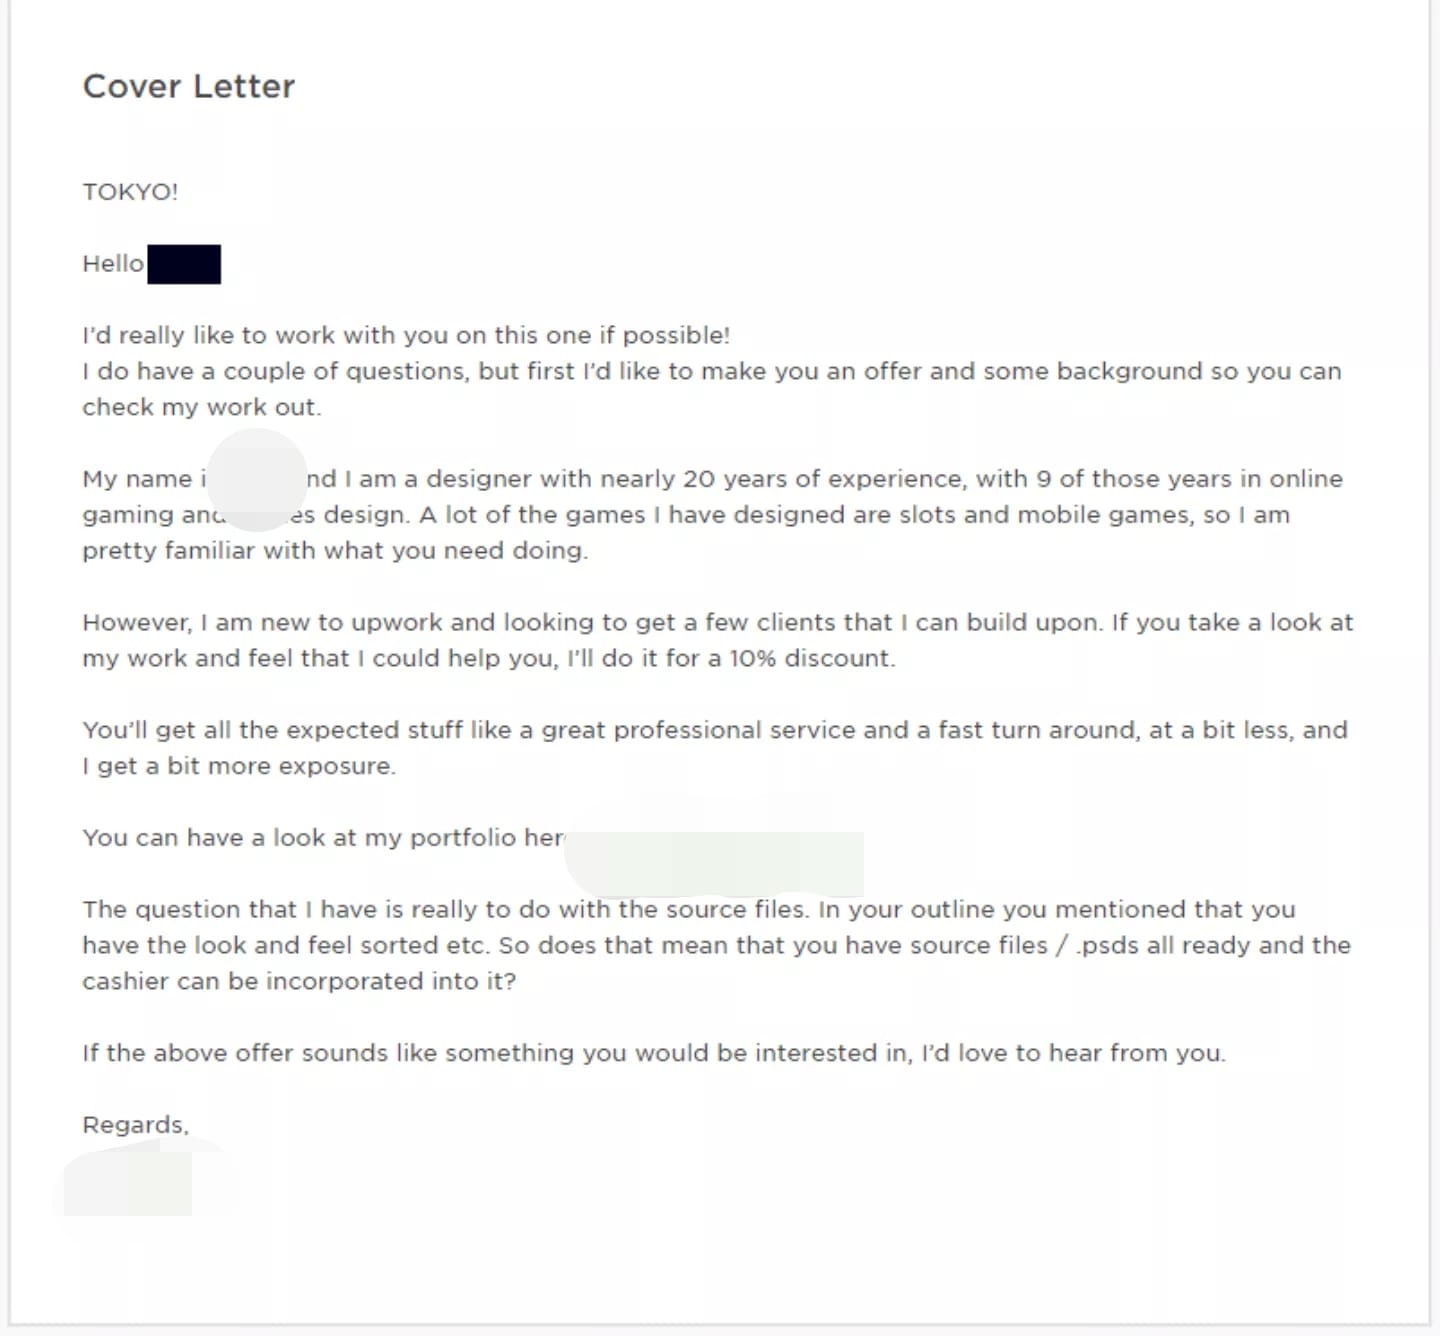 Cover Letter
TOKYO!
Hello
I’d really like to work with you on this one if possible!
I do have a couple of questions, but first I’d like to make you an offer and some background so you can
check my work out.
My name I am a designer with nearly 20 years of experience, with 9 of those years in online
gaming design. A lot of the games I have designed are slots and mobile games, so I am
pretty familiar with what you need doing.
However, I am new to upwork and looking to get a few clients that I can build upon. If you take a look at
my work and feel that I could help you, I’ll do it for a 10% discount.
You’ll get all the expected stuff like a great professional service and a fast turn around, at a bit less, and
I get a bit more exposure.
You can have a look at my portfolio
The question that I have is really to do with the source files. In your outline you mentioned that you
have the look and feel sorted etc. So does that mean that you have source files / .psds all ready and the
cashier can be incorporated into it?
If the above offer sounds like something you would be interested in, I’d love to hear from you.
Regards,